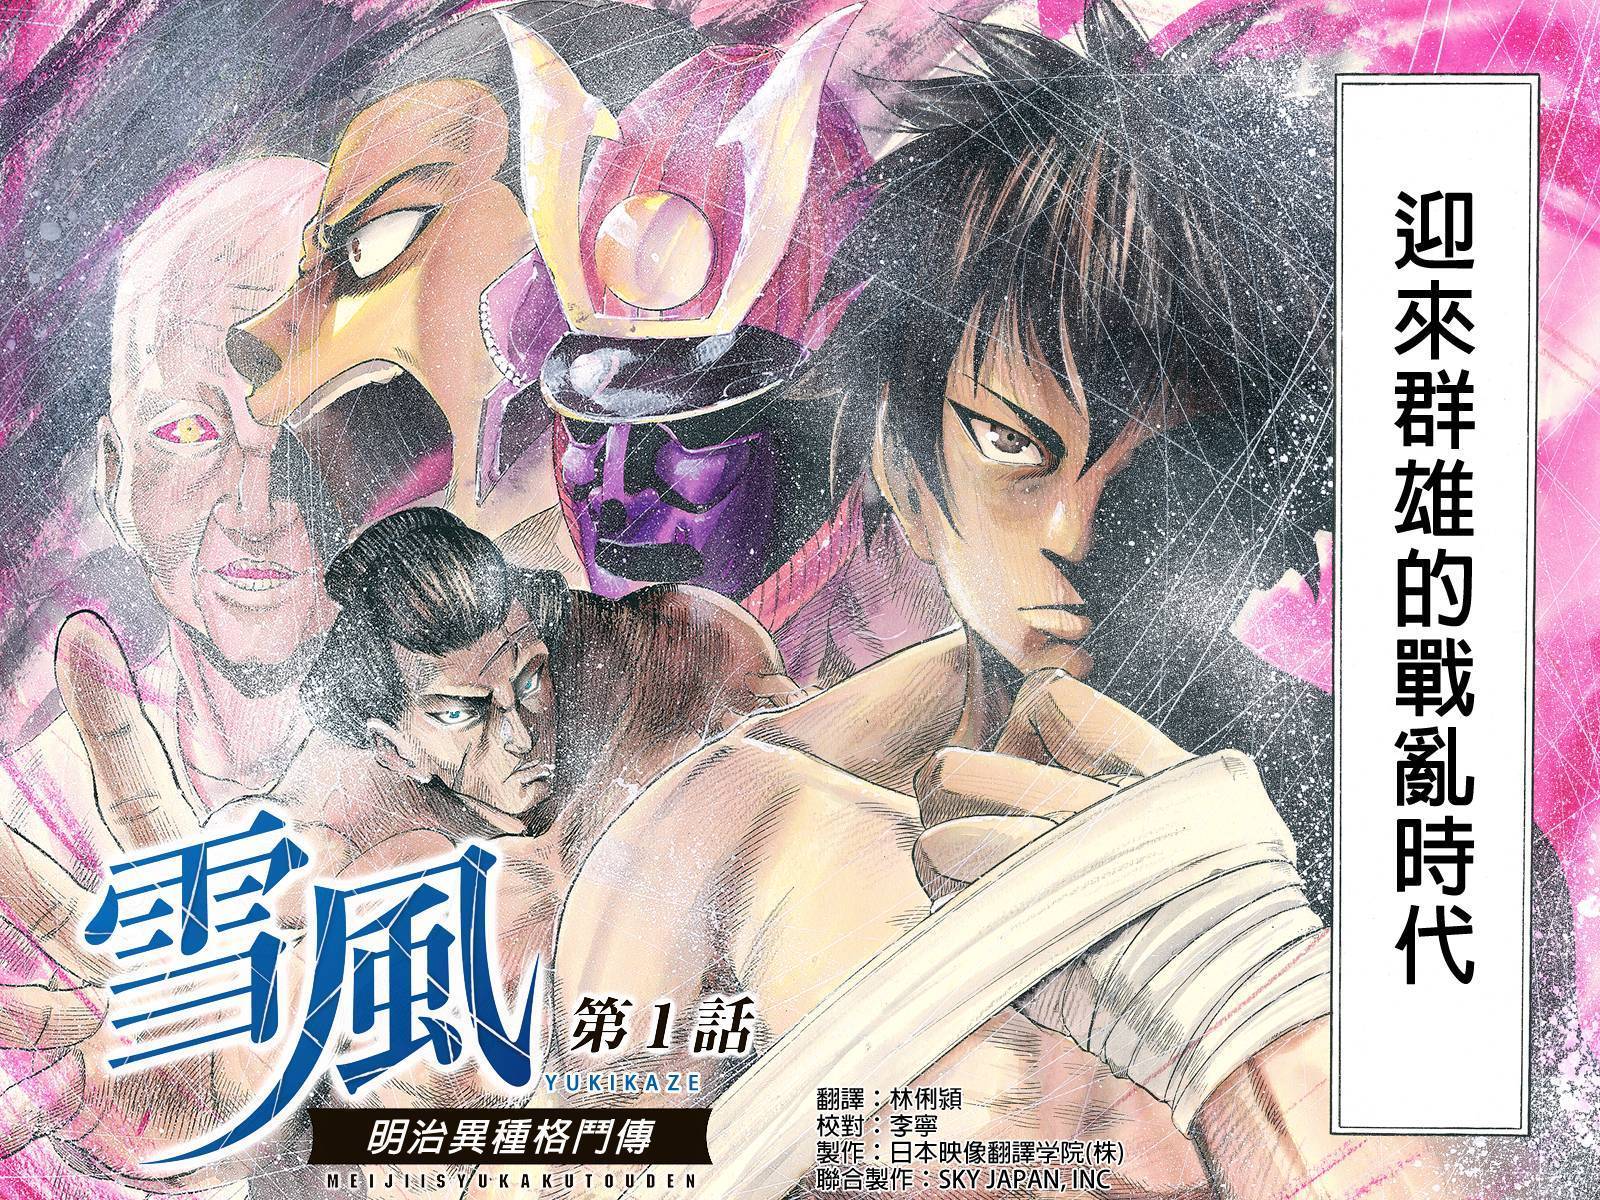 迎來群雄的戰亂時代
雪風
第1話
YUKIKAZE
明治異種格鬥傳
MEIJIISYUKAKUTOUDEN
翻譯：林俐潁
校對：李寧
製作：日本映像翻譯学院(株)
聯合製作：SKY JAPAN, INC